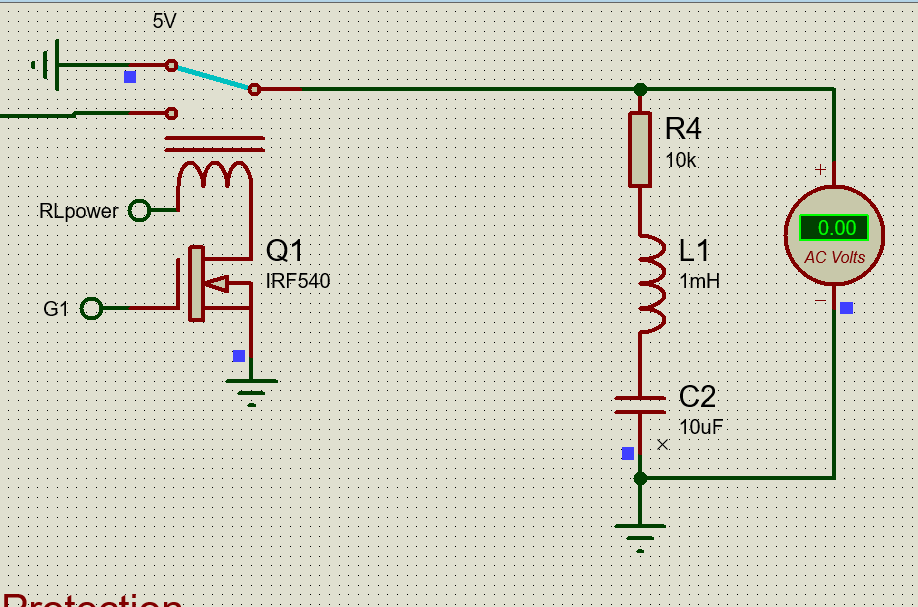 5V
R4
10k
+
0.00
AC Volts
−
RLpower
Q1
IRF540
L1
1mH
G1
C2
10uF
Protection